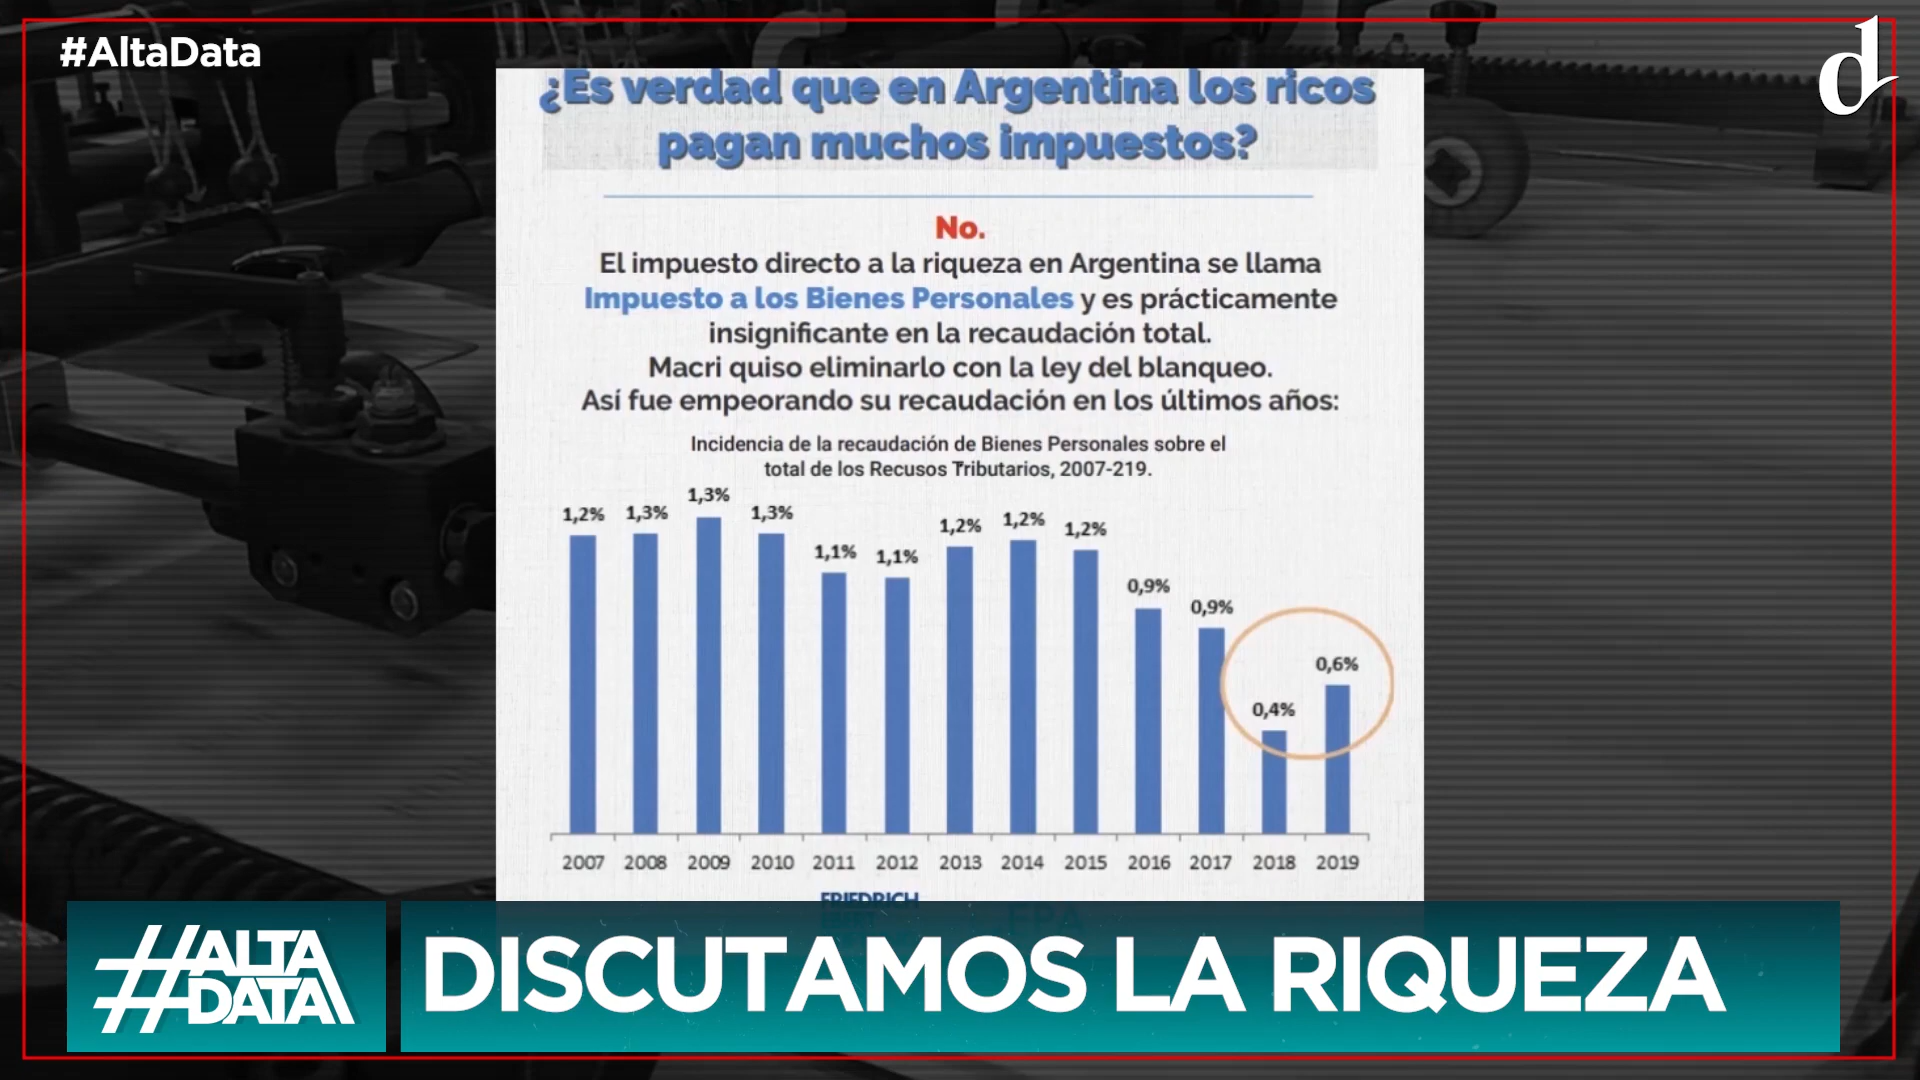 #AltaData
d
¿Es verdad que en Argentina los ricos
pagan muchos impuestos?
No.
El impuesto directo a la riqueza en Argentina se llama
Impuesto a los Bienes Personales y es prácticamente
insignificante en la recaudación total.
Macri quiso eliminarlo con la ley del blanqueo.
Así fue empeorando su recaudación en los últimos años:
Incidencia de la recaudación de Bienes Personales sobre el
total de los Recusos Tributarios, 2007-219.
1,2% 1,3% 1,3% 1,3% 1,1% 1,1% 1,2% 1,2% 1,2% 0,9% 0,9% 0,4% 0,6%
2007 2008 2009 2010 2011 2012 2013 2014 2015 2016 2017 2018 2019
FRIEDRICH
EPA
#ALTA
DATA
DISCUTAMOS LA RIQUEZA